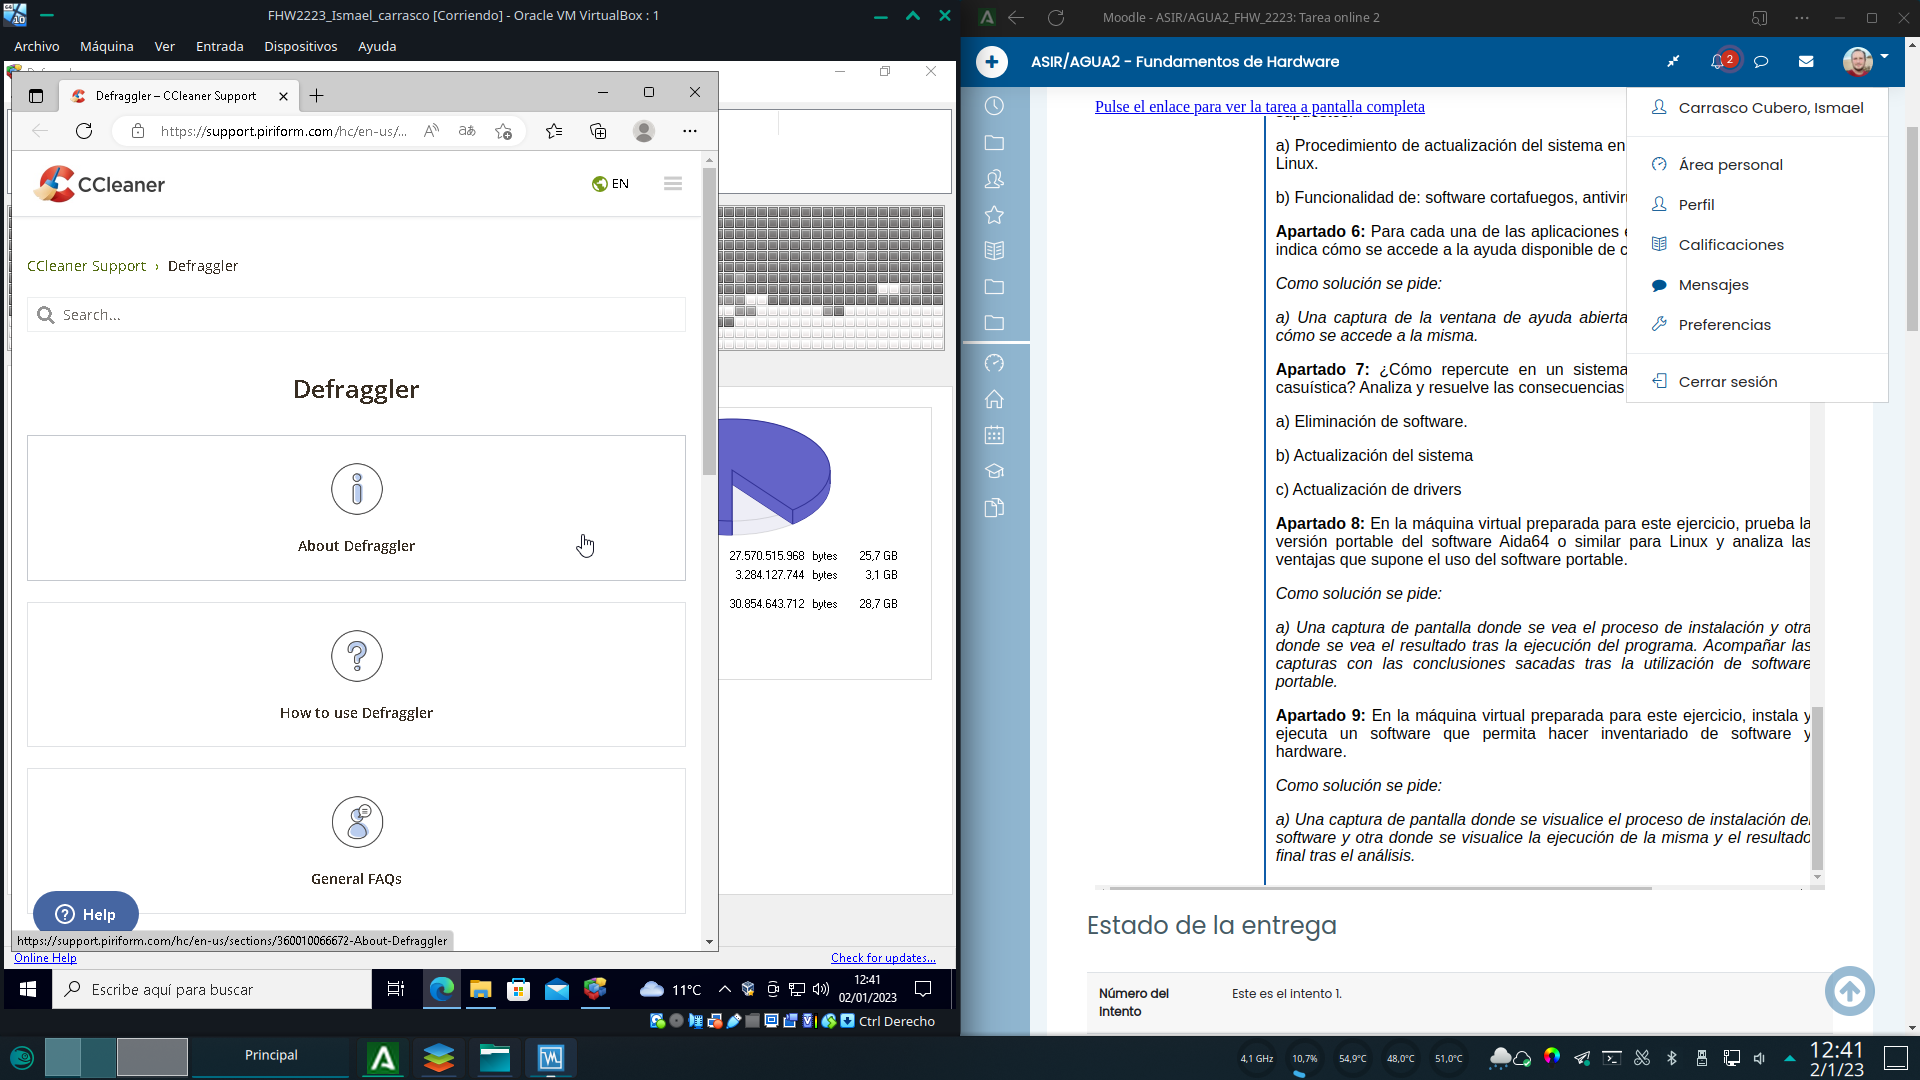 FHW2223_Ismael_carrasco [Corriendo] - Oracle VM VirtualBox : 1
Archivo Máquina Ver Entrada Dispositivos Ayuda
Defraggler – CCleaner Support
https://support.piriform.com/hc/en-us/...
CCleaner
EN
CCleaner Support › Defraggler
Search...
Defraggler
About Defraggler
How to use Defraggler
General FAQs
Help
https://support.piriform.com/hc/en-us/sections/360010066672-About-Defraggler
27.570.515.968 bytes 25,7 GB
3.284.127.744 bytes 3,1 GB
30.854.643.712 bytes 28,7 GB
Online Help
Check for updates...
Escribe aquí para buscar
11°C
12:41
02/01/2023
Ctrl Derecho
Moodle - ASIR/AGUA2_FHW_2223: Tarea online 2
ASIR/AGUA2 - Fundamentos de Hardware
2
Pulse el enlace para ver la tarea a pantalla completa
a) Procedimiento de actualización del sistema en
Linux.
b) Funcionalidad de: software cortafuegos, antivir
Apartado 6: Para cada una de las aplicaciones
indica cómo se accede a la ayuda disponible de c
Como solución se pide:
a) Una captura de la ventana de ayuda abierta
cómo se accede a la misma.
Apartado 7: ¿Cómo repercute en un sistema
casuística? Analiza y resuelve las consecuencias
a) Eliminación de software.
b) Actualización del sistema
c) Actualización de drivers
Apartado 8: En la máquina virtual preparada para este ejercicio, prueba la
versión portable del software Aida64 o similar para Linux y analiza las
ventajas que supone el uso del software portable.
Como solución se pide:
a) Una captura de pantalla donde se vea el proceso de instalación y otra
donde se vea el resultado tras la ejecución del programa. Acompañar las
capturas con las conclusiones sacadas tras la utilización de software
portable.
Apartado 9: En la máquina virtual preparada para este ejercicio, instala y
ejecuta un software que permita hacer inventariado de software y
hardware.
Como solución se pide:
a) Una captura de pantalla donde se visualice el proceso de instalación del
software y otra donde se visualice la ejecución de la misma y el resultado
final tras el análisis.
Carrasco Cubero, Ismael
Área personal
Perfil
Calificaciones
Mensajes
Preferencias
Cerrar sesión
Estado de la entrega
Número del
Intento
Este es el intento 1.
Principal
4,1 GHz
10,7%
54,9°C
48,0°C
51,0°C
12:41
2/1/23